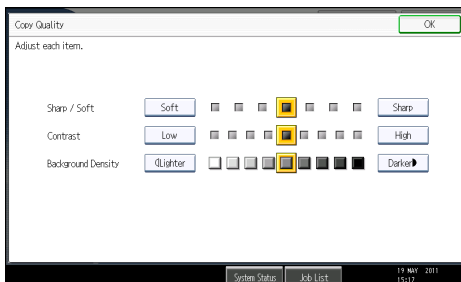 Copy Quality OK
Adjust each item.
Sharp / Soft Soft Sharp
Contrast Low High
Background Density Lighter Darker
System Status Job List 19 MAY 2011
15:17